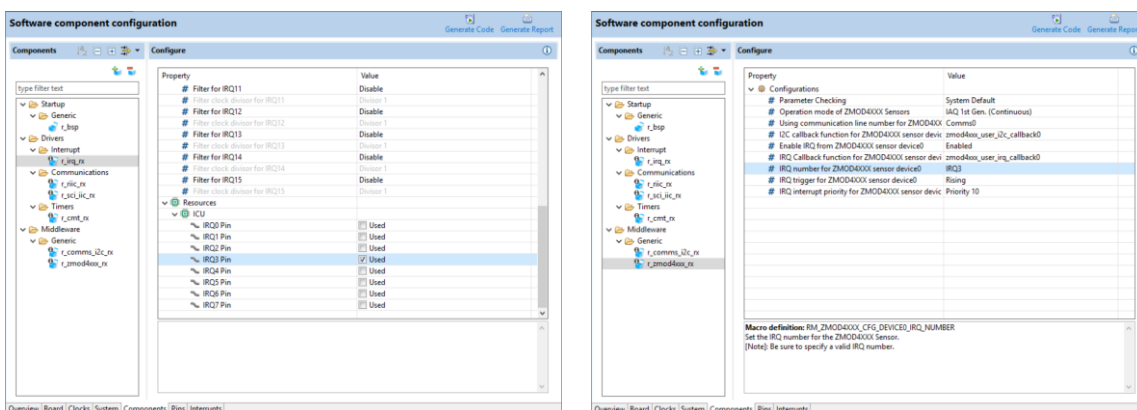 Software component configuration
Generate Code Generate Report
Components
Configure
type filter text
Startup
Generic
r_bsp
Drivers
Interrupt
r_irq_rx
Communications
r_riic_rx
r_sci_iic_rx
Timers
r_cmt_rx
Middleware
Generic
r_comms_i2c_rx
r_zmod4xxx_rx
Property Value
# Filter for IRQ11 Disable
# Filter clock divisor for IRQ11 Divisor 1
# Filter for IRQ12 Disable
# Filter clock divisor for IRQ12 Divisor 1
# Filter for IRQ13 Disable
# Filter clock divisor for IRQ13 Divisor 1
# Filter for IRQ14 Disable
# Filter clock divisor for IRQ14 Divisor 1
# Filter for IRQ15 Disable
# Filter clock divisor for IRQ15 Divisor 1
Resources
ICU
IRQ0 Pin Used
IRQ1 Pin Used
IRQ2 Pin Used
IRQ3 Pin Used
IRQ4 Pin Used
IRQ5 Pin Used
IRQ6 Pin Used
IRQ7 Pin Used
Overview Board Clocks System Components Pins Interrupts
Software component configuration
Generate Code Generate Repor
Components
Configure
type filter text
Startup
Generic
r_bsp
Drivers
Interrupt
r_irq_rx
Communications
r_riic_rx
r_sci_iic_rx
Timers
r_cmt_rx
Middleware
Generic
r_comms_i2c_rx
r_zmod4xxx_rx
Property Value
Configurations
# Parameter Checking System Default
# Operation mode of ZMOD4XXX Sensors IAQ 1st Gen. (Continuous)
# Using communication line number for ZMOD4XX Comms0
# I2C callback function for ZMOD4XXX sensor devic zmod4xxx_user_i2c_callback0
# Enable IRQ from ZMOD4XXX sensor device0 Enabled
# IRQ Callback function for ZMOD4XXX sensor devi zmod4xxx_user_irq_callback0
# IRQ number for ZMOD4XXX sensor device0 IRQ3
# IRQ trigger for ZMOD4XXX sensor device0 Rising
# IRQ interrupt priority for ZMOD4XXX sensor devic Priority 10
Macro definition: RM_ZMOD4XXX_CFG_DEVICE0_IRQ_NUMBER
Set the IRQ number for the ZMOD4XXX Sensor.
[Note]: Be sure to specify a valid IRQ number.
Overview Board Clocks System Components Pins Interrupts